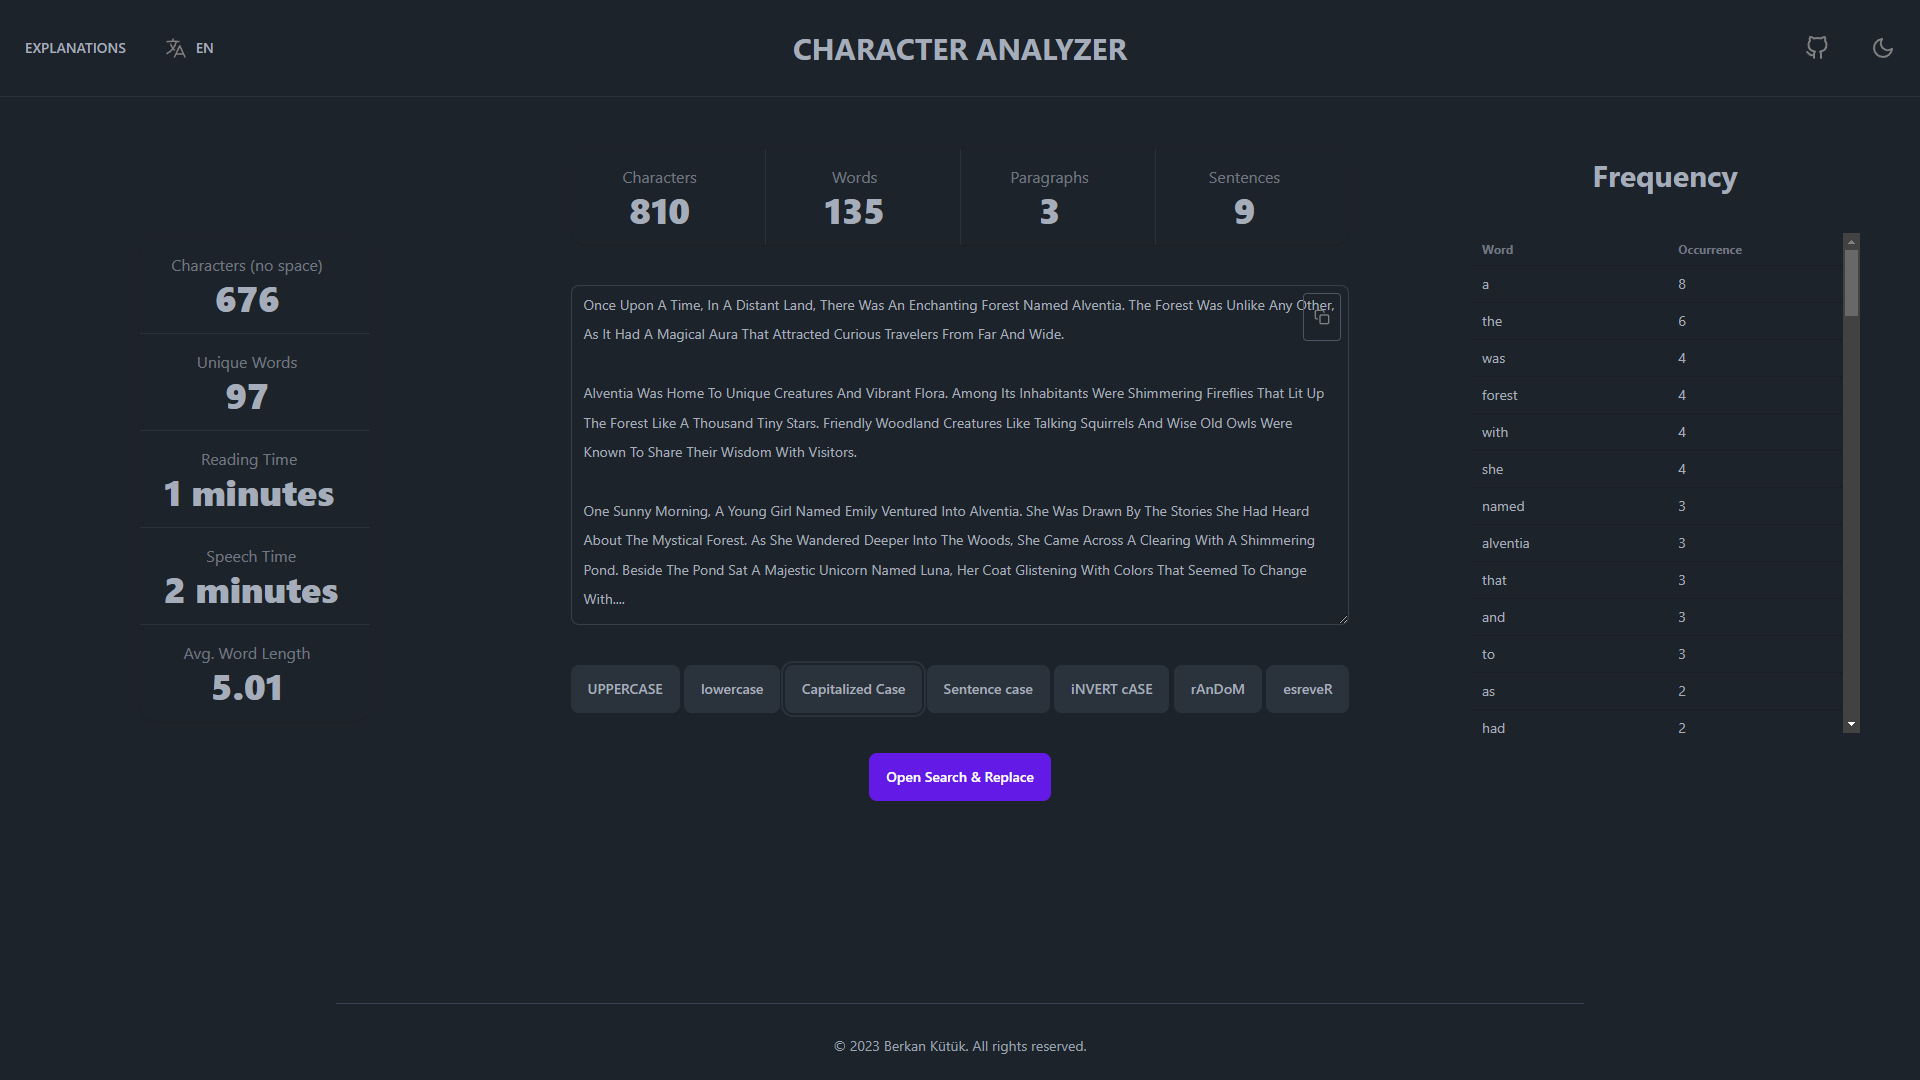 EXPLANATIONS
EN
CHARACTER ANALYZER
Characters (no space)
676
Unique Words
97
Reading Time
1 minutes
Speech Time
2 minutes
Avg. Word Length
5.01
Characters
810
Words
135
Paragraphs
3
Sentences
9
Once Upon A Time, In A Distant Land, There Was An Enchanting Forest Named Alventia. The Forest Was Unlike Any Other,
As It Had A Magical Aura That Attracted Curious Travelers From Far And Wide.
Alventia Was Home To Unique Creatures And Vibrant Flora. Among Its Inhabitants Were Shimmering Fireflies That Lit Up
The Forest Like A Thousand Tiny Stars. Friendly Woodland Creatures Like Talking Squirrels And Wise Old Owls Were
Known To Share Their Wisdom With Visitors.
One Sunny Morning, A Young Girl Named Emily Ventured Into Alventia. She Was Drawn By The Stories She Had Heard
About The Mystical Forest. As She Wandered Deeper Into The Woods, She Came Across A Clearing With A Shimmering
Pond. Beside The Pond Sat A Majestic Unicorn Named Luna, Her Coat Glistening With Colors That Seemed To Change
With....
UPPERCASE lowercase Capitalized Case Sentence case iNVERT cASE rAnDoM esreveR
Open Search & Replace
Frequency
Word Occurrence
a 8
the 6
was 4
forest 4
with 4
she 4
named 3
alventia 3
that 3
and 3
to 3
as 2
had 2
© 2023 Berkan Kütük. All rights reserved.